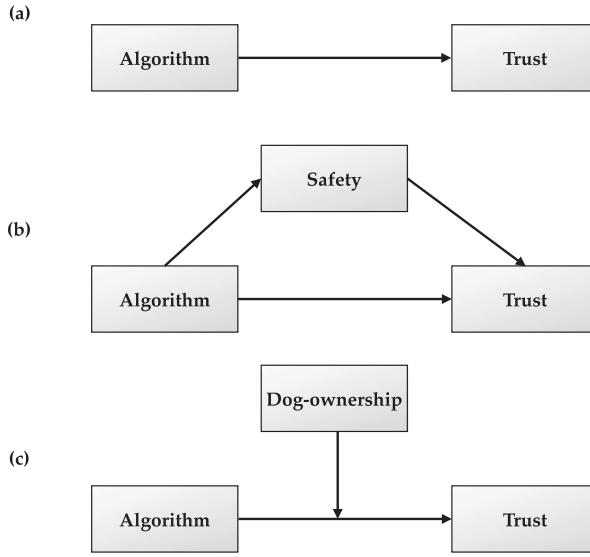 (a)
Algorithm
Trust
Safety
(b)
Algorithm
Trust
Dog-ownership
(c)
Algorithm
Trust